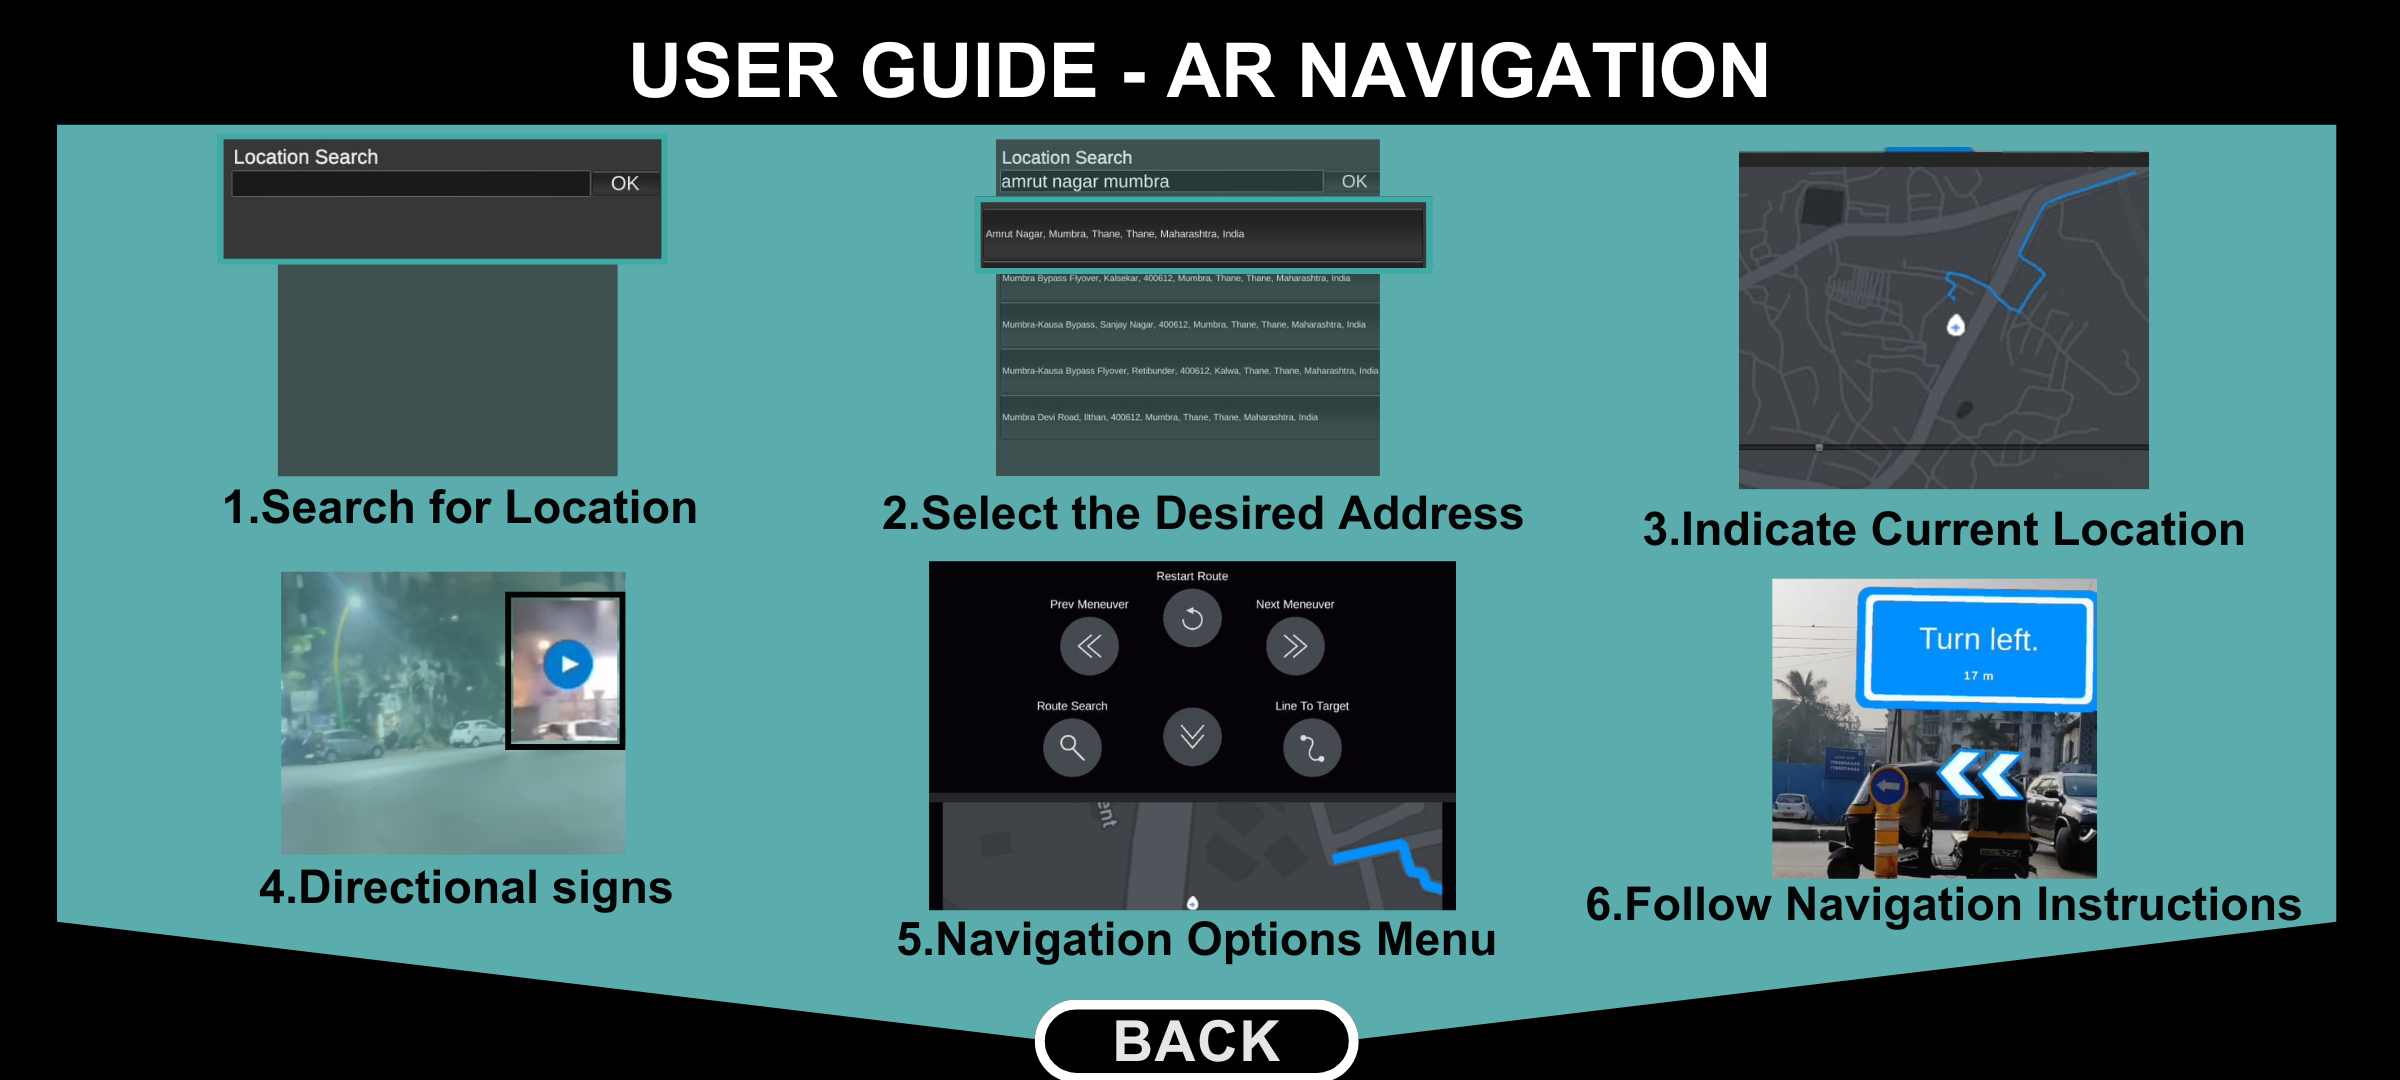 USER GUIDE - AR NAVIGATION
Location Search
OK
1.Search for Location
Location Search
amrut nagar mumbra
OK
Amrut Nagar, Mumbra, Thane, Thane, Maharashtra, India
Mumbra Bypass Flyover, Kalsekar, 400612, Mumbra, Thane, Thane, Maharashtra, India
Mumbra-Kausa Bypass, Sanjay Nagar, 400612, Mumbra, Thane, Thane, Maharashtra, India
Mumbra-Kausa Bypass Flyover, Retibunder, 400612, Kalwa, Thane, Thane, Maharashtra, India
Mumbra Devi Road, Ilthan, 400612, Mumbra, Thane, Thane, Maharashtra, India
2.Select the Desired Address
3.Indicate Current Location
4.Directional signs
Restart Route
Prev Meneuver
Next Meneuver
Route Search
Line To Target
ent
5.Navigation Options Menu
Turn left.
17 m
6.Follow Navigation Instructions
BACK